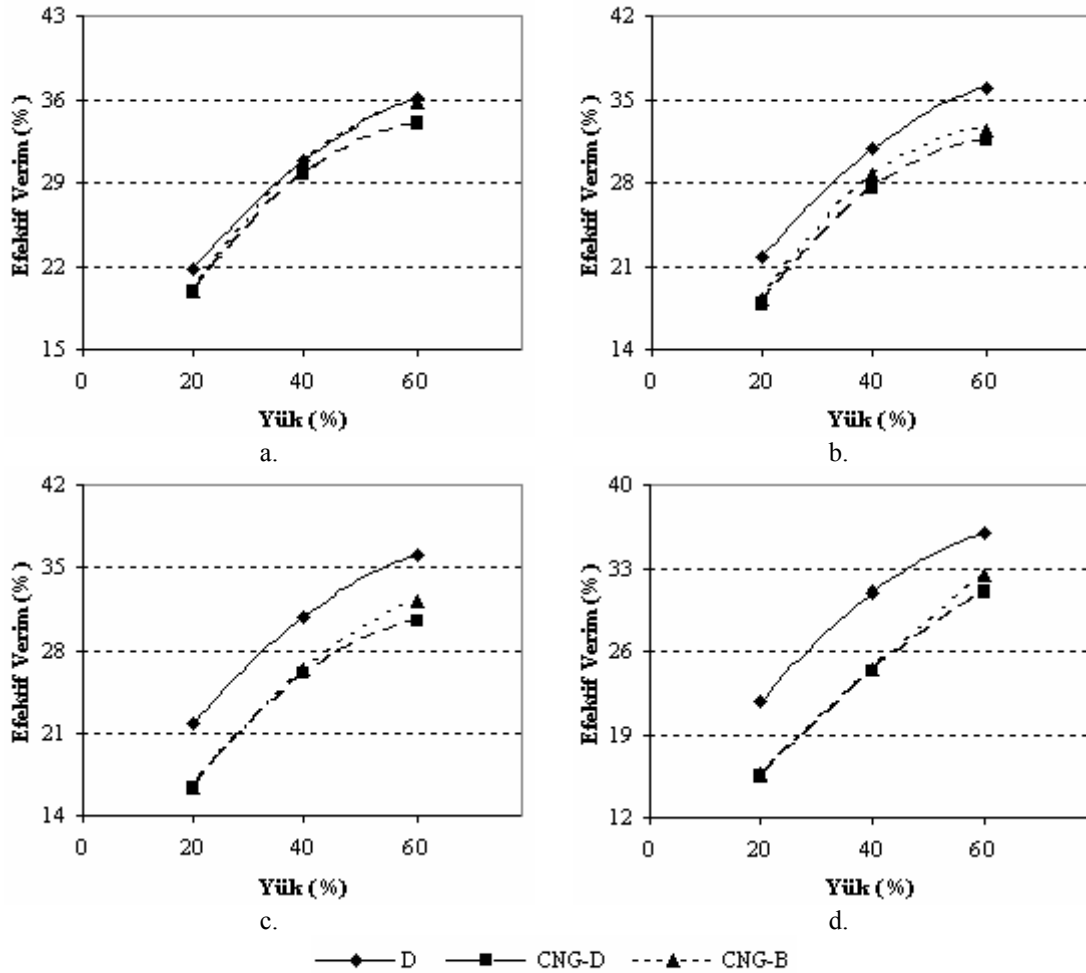 43
36
29
22
15
Efektif Verim (%)
0 20 40 60
Yük (%)
a.
42
35
28
21
14
Efektif Verim (%)
0 20 40 60
Yük (%)
b.
42
35
28
21
14
Efektif Verim (%)
0 20 40 60
Yük (%)
c.
40
33
26
19
12
Efektif Verim (%)
0 20 40 60
Yük (%)
d.
D CNG-D CNG-B